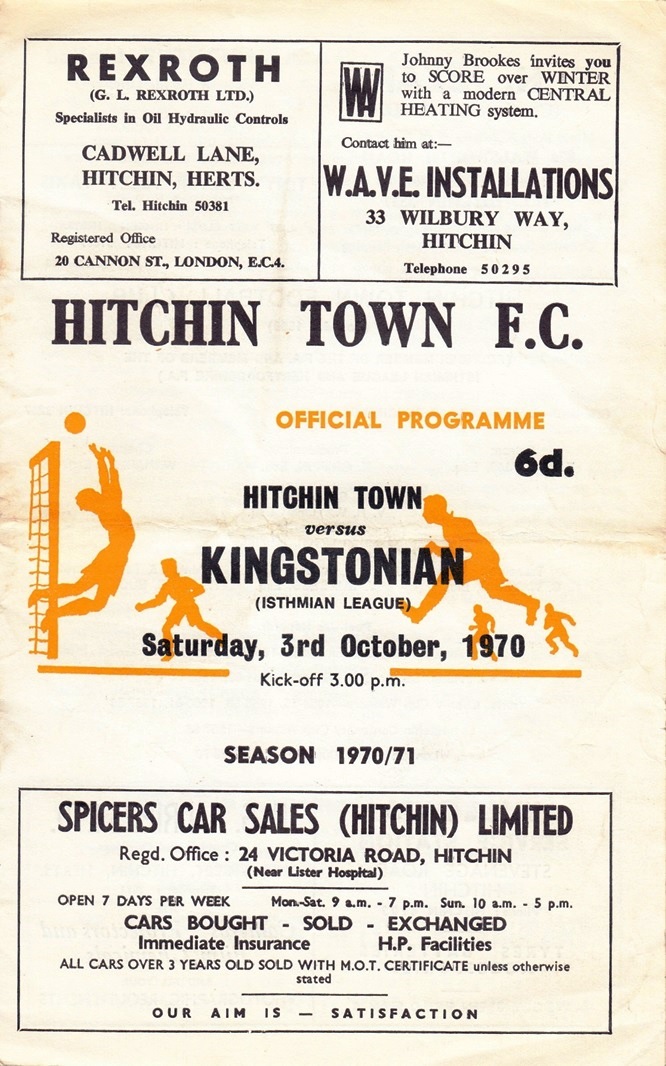 REXROTH
(G. L. REXROTH LTD.)
Specialists in Oil Hydraulic Controls
CADWELL LANE,
HITCHIN, HERTS.
Tel. Hitchin 50381
Registered Office
20 CANNON ST., LONDON, E.C.4.
WAVE
Johnny Brookes invites you
to SCORE over WINTER
with a modern CENTRAL
HEATING system.
Contact him at:—
W.A.V.E. INSTALLATIONS
33 WILBURY WAY,
HITCHIN
Telephone 50295
HITCHIN TOWN F.C.
OFFICIAL PROGRAMME
6d.
HITCHIN TOWN
versus
KINGSTONIAN
(ISTHMIAN LEAGUE)
Saturday, 3rd October, 1970
Kick-off 3.00 p.m.
SEASON 1970/71
SPICERS CAR SALES (HITCHIN) LIMITED
Regd. Office : 24 VICTORIA ROAD, HITCHIN
(Near Lister Hospital)
OPEN 7 DAYS PER WEEK Mon.-Sat. 9 a.m. - 7 p.m. Sun. 10 a.m. - 5 p.m.
CARS BOUGHT - SOLD - EXCHANGED
Immediate Insurance H.P. Facilities
ALL CARS OVER 3 YEARS OLD SOLD WITH M.O.T. CERTIFICATE unless otherwise
stated
OUR AIM IS — SATISFACTION